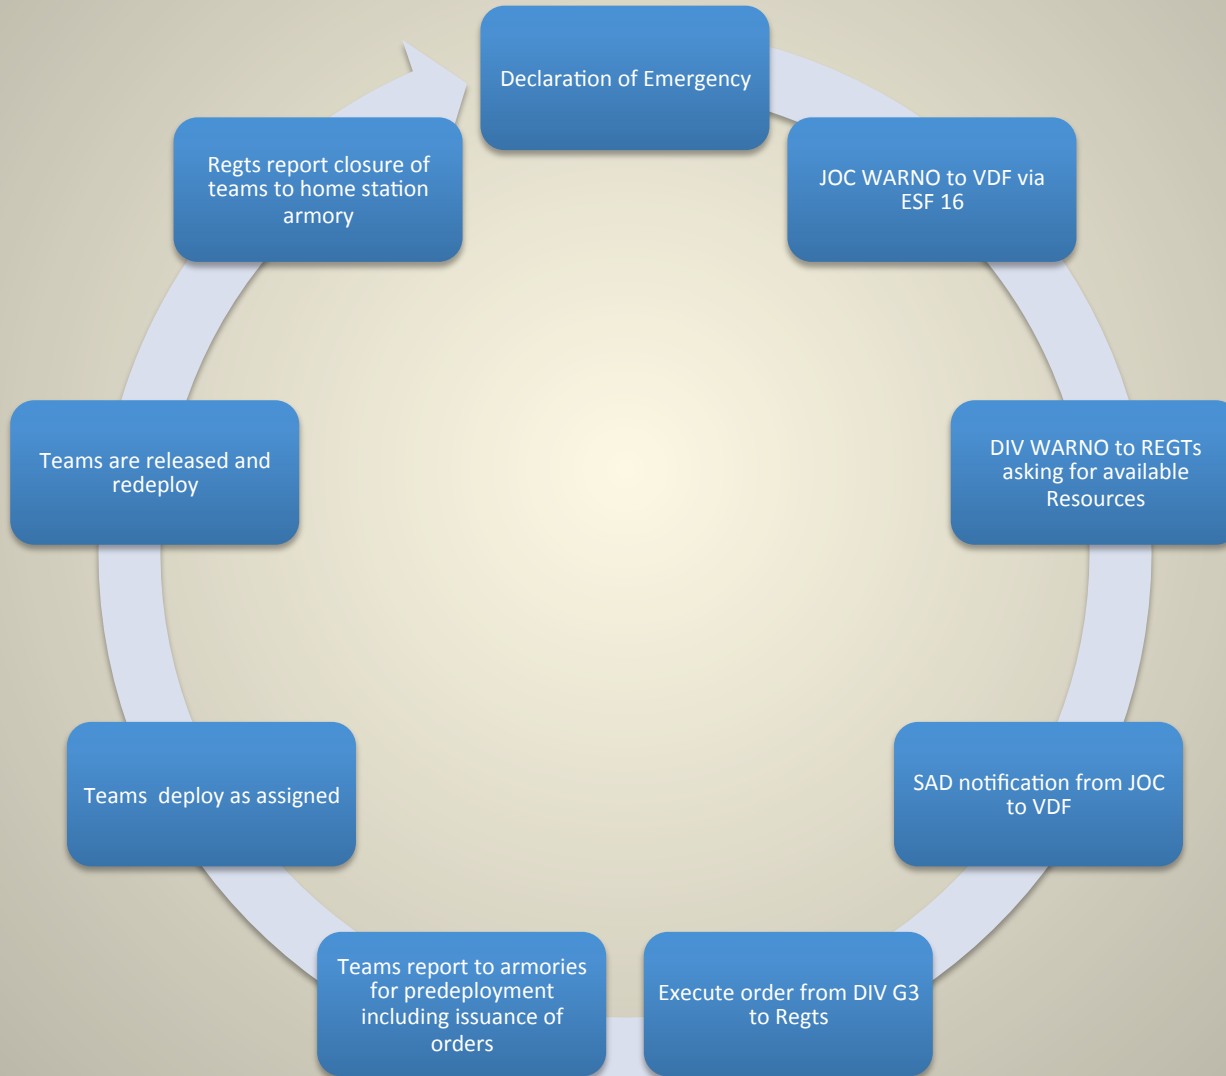 Declaration of Emergency
JOC WARNO to VDF via
ESF 16
DIV WARNO to REGTs
asking for available
Resources
SAD notification from JOC
to VDF
Execute order from DIV G3
to Regts
Teams report to armories
for predeployment
including issuance of
orders
Teams  deploy as assigned
Teams are released and
redeploy
Regts report closure of
teams to home station
armory